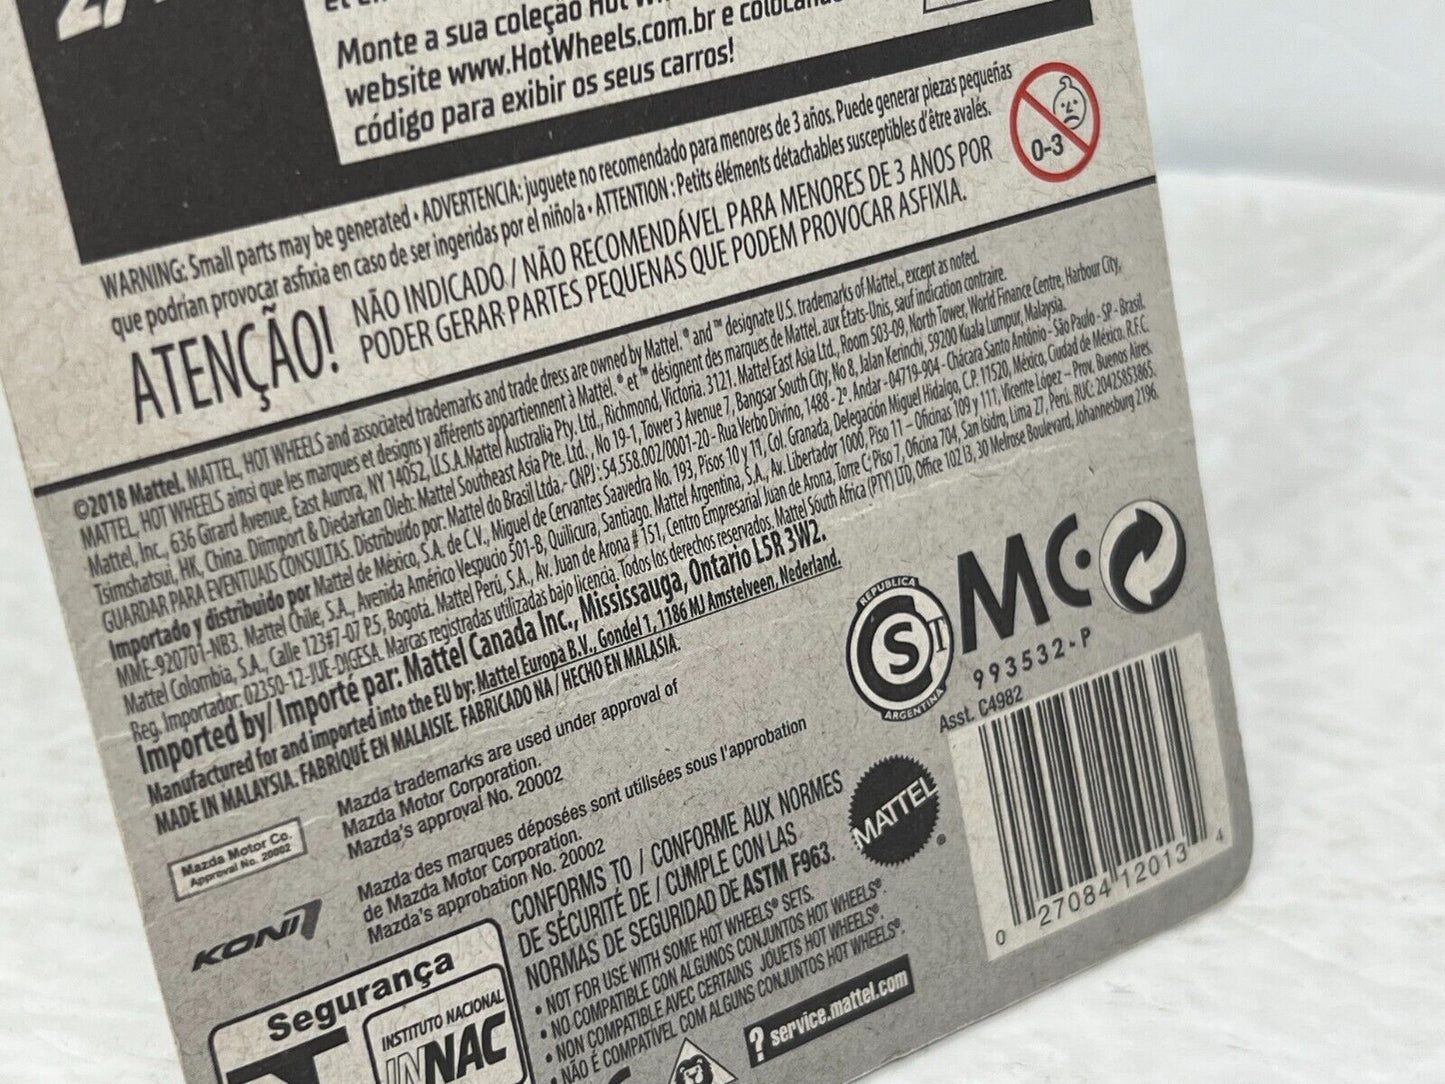 Monte a sua coleção Hot
website www.HotWheels.com.br e
código para exibir os seus carros!
WARNING: Small parts may be generated • ADVERTENCIA: juguete no recomendado para menores de 3 años. Puede generar piezas pequeñas
que podrian provocar asfixia en caso de ser ingeridas por el niño/a • ATTENTION : Petits éléments détachables susceptibles d'être avalés.
ATENÇÃO!
NÃO INDICADO / NÃO RECOMENDÁVEL PARA MENORES DE 3 ANOS POR
PODER GERAR PARTES PEQUENAS QUE PODEM PROVOCAR ASFIXIA.
0-3
©2018 Mattel. MATTEL, HOT WHEELS and associated trademarks and trade dress are owned by Mattel. ® and ™ designate U.S. trademarks of Mattel, except as noted.
MATTEL, HOT WHEELS ainsi que les marques et designs y afférents appartiennent à Mattel. ® et ™ désignent des marques de Mattel. aux États-Unis, sauf indication contraire.
Mattel, Inc., 636 Girard Avenue, East Aurora, NY 14052, U.S.A. Mattel Australia Pty. Ltd., Richmond, Victoria. 3121. Mattel East Asia Ltd., Room 503-09, North Tower, World Finance Centre, Harbour City,
Tsimshatsui, HK, China. Diimport & Diedarkan Oleh: Mattel Southeast Asia Pte. Ltd., No 19-1, Tower 3 Avenue 7, Bangsar South City, No 8, Jalan Kerinchi, 59200 Kuala Lumpur, Malaysia.
GUARDAR PARA EVENTUAIS CONSULTAS. Distribuido por: Mattel do Brasil Ltda.- CNPJ : 54.558.002/0001-20 - Rua Verbo Divino, 1488 - 2º. Andar - 04719-904 - Chácara Santo Antônio - São Paulo - SP - Brasil.
Importado y distribuido por Mattel de México, S.A. de C.V., Miguel de Cervantes Saavedra No. 193, Pisos 10 y 11, Col. Granada, Delegación Miguel Hidalgo, C.P. 11520, México, Ciudad de México. R.F.C.
MME-920701-NB3. Mattel Chile, S.A., Avenida Américo Vespucio 501-B, Quilicura, Santiago. Mattel Argentina, S.A., Av. Libertador 1000, Piso 11 – Oficinas 109 y 111, Vicente López – Prov. Buenos Aires.
Mattel Colombia, S.A., Calle 123#7-07 P.5, Bogota. Mattel Perú, S.A., Av. Juan de Arona # 151, Centro Empresarial Juan de Arona, Torre C, Piso 7, Oficina 704, San Isidro, Lima 27, Perú. RUC: 20425853865.
Reg. Importador: 02350-12-JUE-DIGESA. Marcas registradas utilizadas bajo licencia. Todos los derechos reservados. Mattel South Africa (PTY) LTD, Office 102 I3, 30 Melrose Boulevard, Johannesburg 2196.
Imported by/ Importé par: Mattel Canada Inc., Mississauga, Ontario L5R 3W2.
Manufactured for and imported into the EU by: Mattel Europa B.V., Gondel 1, 1186 MJ Amstelveen, Nederland.
MADE IN MALAYSIA. FABRIQUÉ EN MALAISIE. FABRICADO NA / HECHO EN MALASIA.
REPUBLICA
S
ARGENTINA
MC
993532-P
Asst. C4982
0 27084 12013 4
Mazda Motor Co.
Approval No. 20002
Mazda trademarks are used under approval of
Mazda Motor Corporation.
Mazda's approval No. 20002
Mazda des marques déposées sont utilisées sous l'approbation
de Mazda Motor Corporation.
Mazda's approbation No. 20002
KONI
MATTEL
®
CONFORMS TO / CONFORME AUX NORMES
DE SÉCURITÉ DE / CUMPLE CON LAS
NORMAS DE SEGURIDAD DE ASTM F963.
• NOT FOR USE WITH SOME HOT WHEELS® SETS.
• NO COMPATIBLE CON ALGUNOS CONJUNTOS HOT WHEELS®.
• NON COMPATIBLE AVEC CERTAINS JOUETS HOT WHEELS®.
• NÃO É COMPATIVEL COM ALGUNS CONJUNTOS HOT WHEELS®.
Segurança
INSTITUTO NACIONAL
INNAC
? service.mattel.com